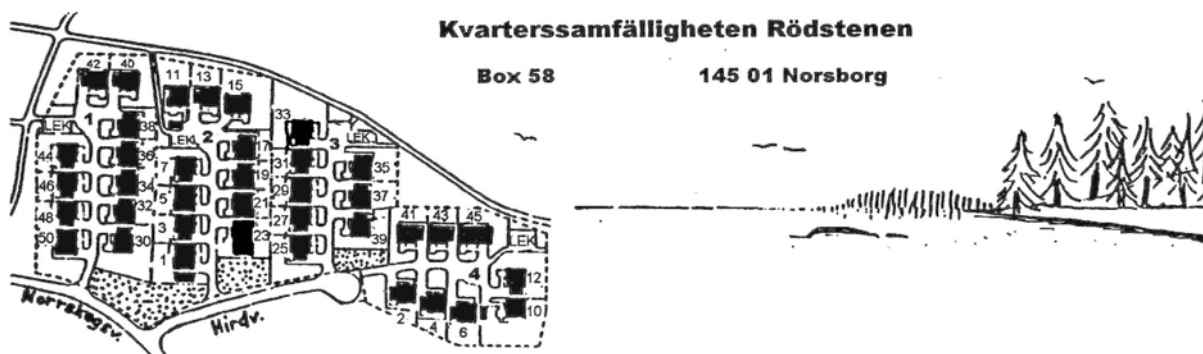 Kvarterssamfälligheten Rödstenen
Box 58 145 01 Norsborg
42 40 11 13 15
33
1 38 2 3
LEK LEK LEK
44 36 7 17 31 35
46 34 5 19 29 37
48 32 3 21 27 39
50 30 1 23 25
41 43 45
LEK
4 12
2 4 6 10
Norrskogsv. Hirdv.